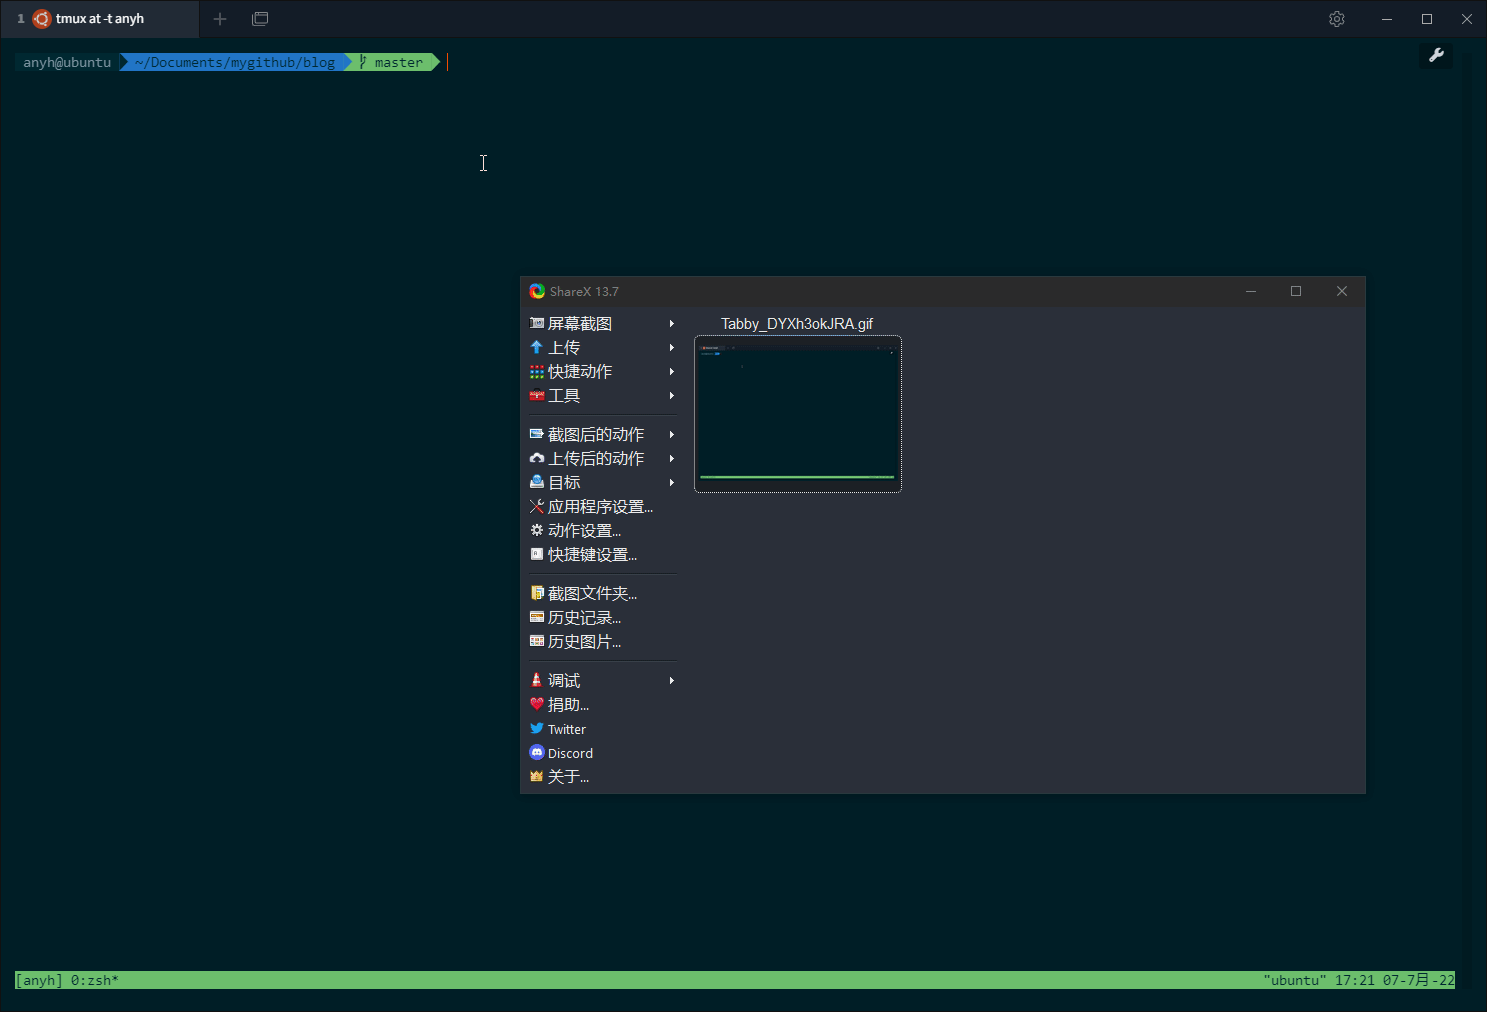 1 tmux at -t anyh
anyh@ubuntu ~/Documents/mygithub/blog master
ShareX 13.7
屏幕截图
上传
快捷动作
工具
截图后的动作
上传后的动作
目标
应用程序设置...
动作设置...
快捷键设置...
截图文件夹...
历史记录...
历史图片...
调试
捐助...
Twitter
Discord
关于...
Tabby_DYXh3okJRA.gif
[anyh] 0:zsh* "ubuntu" 17:21 07-7月-22